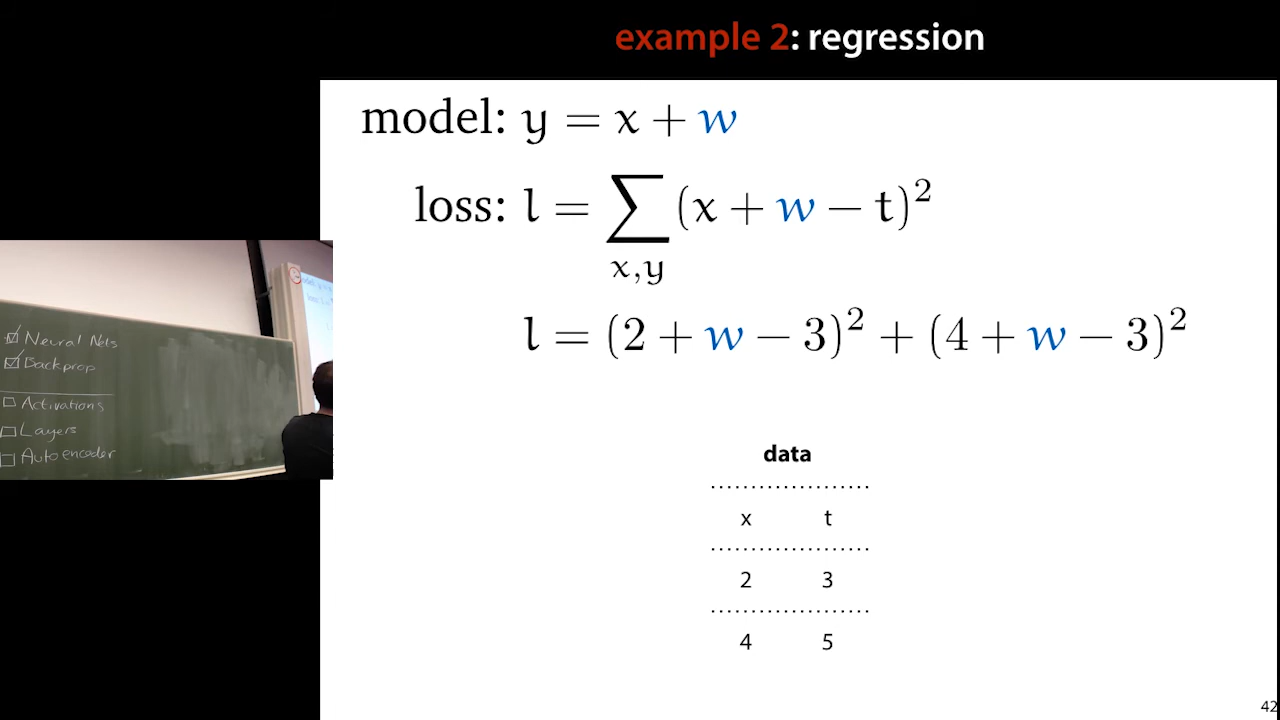 example 2: regression
model: y = x + w
loss: l = ∑ (x + w − t)²
x,y
l = (2 + w − 3)² + (4 + w − 3)²
Neural Nets
Backprop
Activations
Layers
Autoencoder
data
x t
2 3
4 5
42